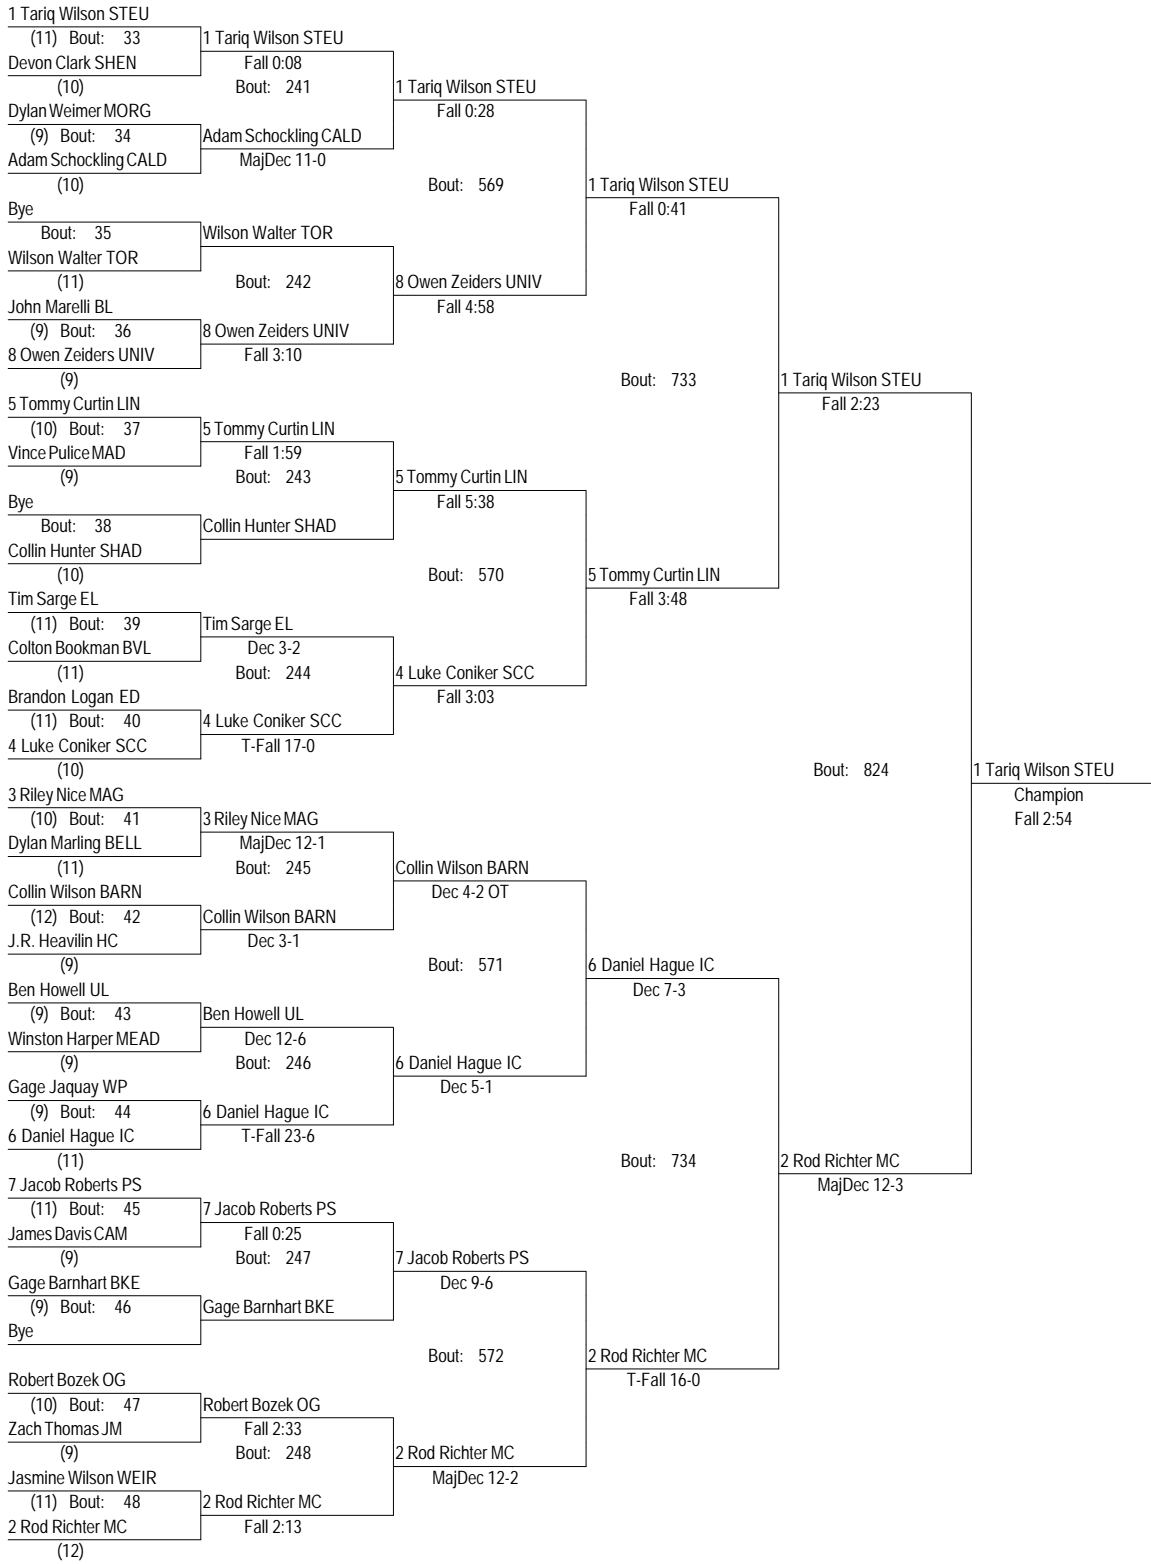 1 Tariq Wilson STEU
(11) Bout: 33
Devon Clark SHEN
(10)
Dylan Weimer MORG
(9) Bout: 34
Adam Schockling CALD
(10)
Bye
Bout: 35
Wilson Walter TOR
(11)
John Marelli BL
(9) Bout: 36
8 Owen Zeiders UNIV
(9)
5 Tommy Curtin LIN
(10) Bout: 37
Vince Pulice MAD
(9)
Bye
Bout: 38
Collin Hunter SHAD
(10)
Tim Sarge EL
(11) Bout: 39
Colton Bookman BVL
(11)
Brandon Logan ED
(11) Bout: 40
4 Luke Coniker SCC
(10)
3 Riley Nice MAG
(10) Bout: 41
Dylan Marling BELL
(11)
Collin Wilson BARN
(12) Bout: 42
J.R. Heavilin HC
(9)
Ben Howell UL
(9) Bout: 43
Winston Harper MEAD
(9)
Gage Jaquay WP
(9) Bout: 44
6 Daniel Hague IC
(11)
7 Jacob Roberts PS
(11) Bout: 45
James Davis CAM
(9)
Gage Barnhart BKE
(9) Bout: 46
Bye
Robert Bozek OG
(10) Bout: 47
Zach Thomas JM
(9)
Jasmine Wilson WEIR
(11) Bout: 48
2 Rod Richter MC
(12)
1 Tariq Wilson STEU
Fall 0:08
Bout: 241
Adam Schockling CALD
MajDec 11-0
Wilson Walter TOR
Bout: 242
8 Owen Zeiders UNIV
Fall 3:10
5 Tommy Curtin LIN
Fall 1:59
Bout: 243
Collin Hunter SHAD
Tim Sarge EL
Dec 3-2
Bout: 244
4 Luke Coniker SCC
T-Fall 17-0
3 Riley Nice MAG
MajDec 12-1
Bout: 245
Collin Wilson BARN
Dec 3-1
Ben Howell UL
Dec 12-6
Bout: 246
6 Daniel Hague IC
T-Fall 23-6
7 Jacob Roberts PS
Fall 0:25
Bout: 247
Gage Barnhart BKE
Robert Bozek OG
Fall 2:33
Bout: 248
2 Rod Richter MC
Fall 2:13
1 Tariq Wilson STEU
Fall 0:28
Bout: 569
8 Owen Zeiders UNIV
Fall 4:58
5 Tommy Curtin LIN
Fall 5:38
Bout: 570
4 Luke Coniker SCC
Fall 3:03
Collin Wilson BARN
Dec 4-2 OT
Bout: 571
6 Daniel Hague IC
Dec 5-1
7 Jacob Roberts PS
Dec 9-6
Bout: 572
2 Rod Richter MC
MajDec 12-2
1 Tariq Wilson STEU
Fall 0:41
Bout: 733
5 Tommy Curtin LIN
Fall 3:48
6 Daniel Hague IC
Dec 7-3
Bout: 734
2 Rod Richter MC
T-Fall 16-0
1 Tariq Wilson STEU
Fall 2:23
Bout: 824
2 Rod Richter MC
MajDec 12-3
1 Tariq Wilson STEU
Champion
Fall 2:54